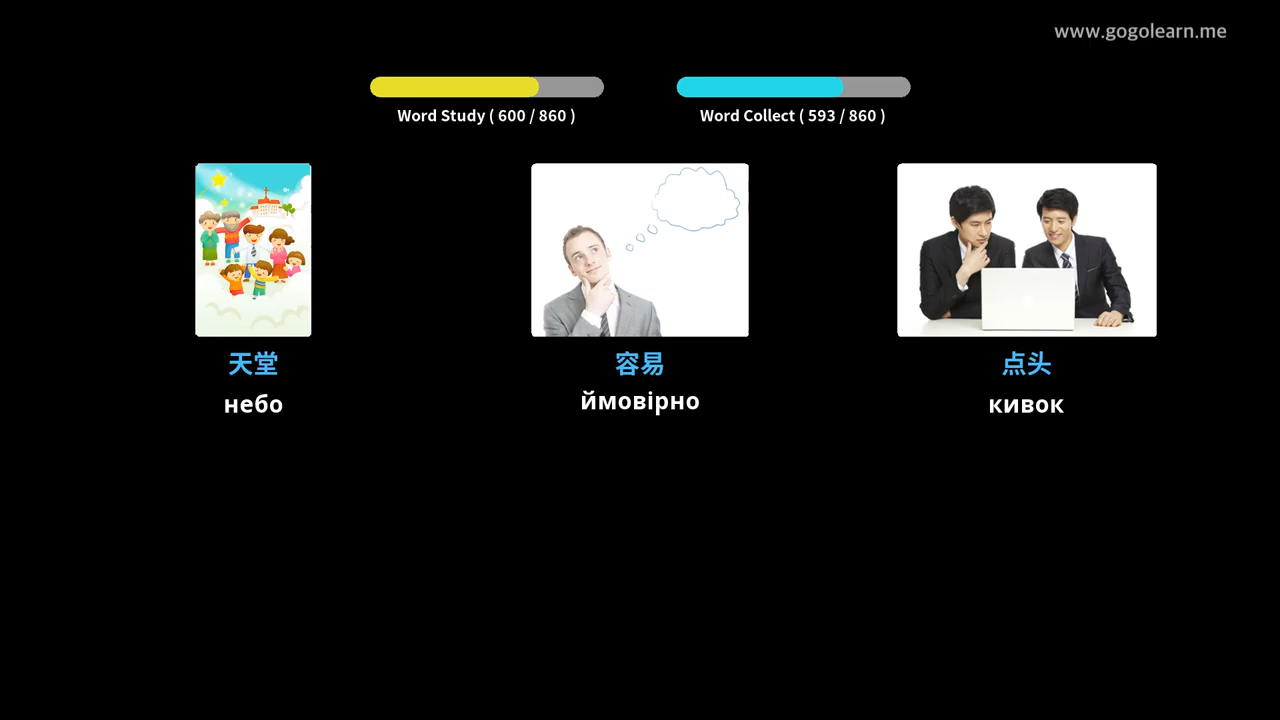 www.gogolearn.me
Word Study ( 600 / 860 )
Word Collect ( 593 / 860 )
天堂
容易
点头
небо
ймовірно
кивок